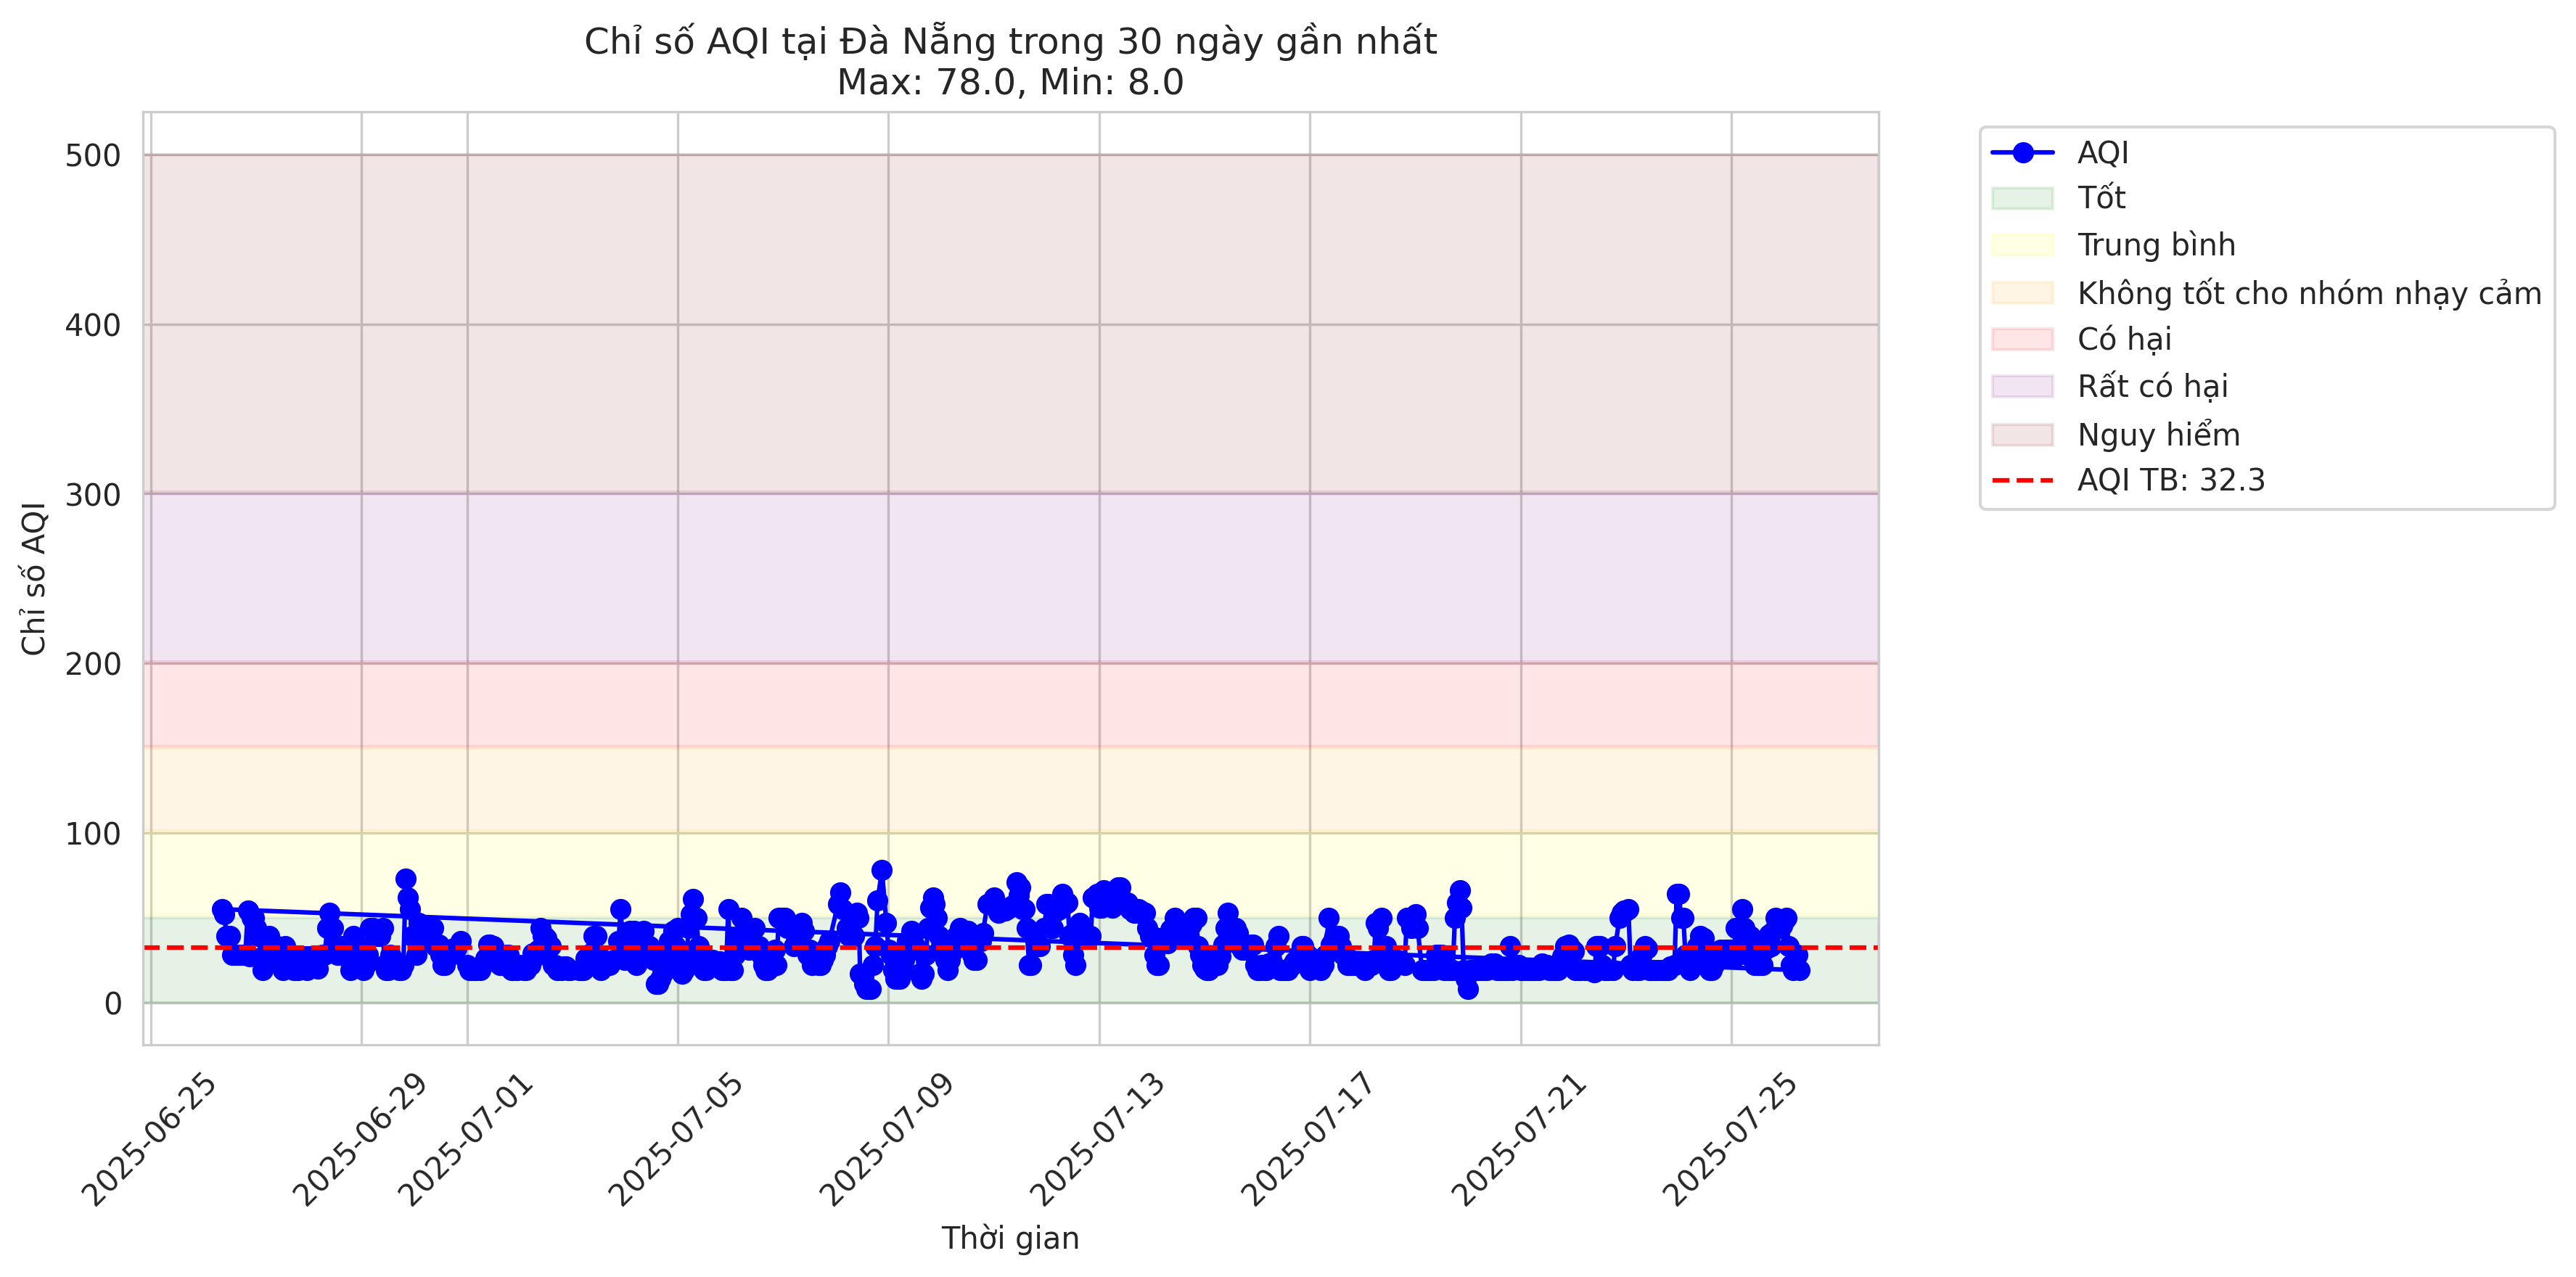 Chỉ số AQI tại Đà Nẵng trong 30 ngày gần nhất
Max: 78.0, Min: 8.0
500
400
300
200
100
0
Chỉ số AQI
2025-06-25
2025-06-29
2025-07-01
2025-07-05
2025-07-09
2025-07-13
2025-07-17
2025-07-21
2025-07-25
Thời gian
AQI
Tốt
Trung bình
Không tốt cho nhóm nhạy cảm
Có hại
Rất có hại
Nguy hiểm
AQI TB: 32.3